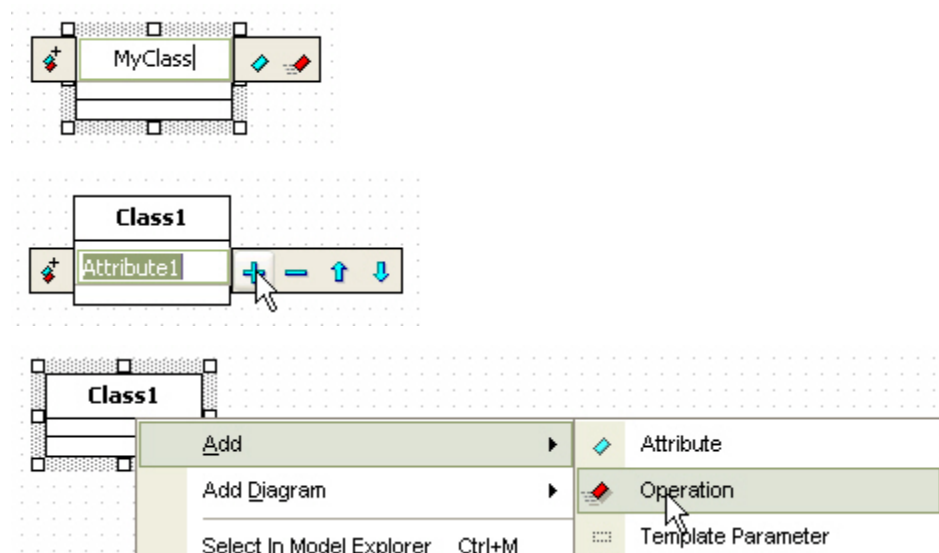 MyClass
Class1
Attribute1
Class1
Add
Attribute
Add Diagram
Operation
Select In Model Explorer Ctrl+M
Template Parameter